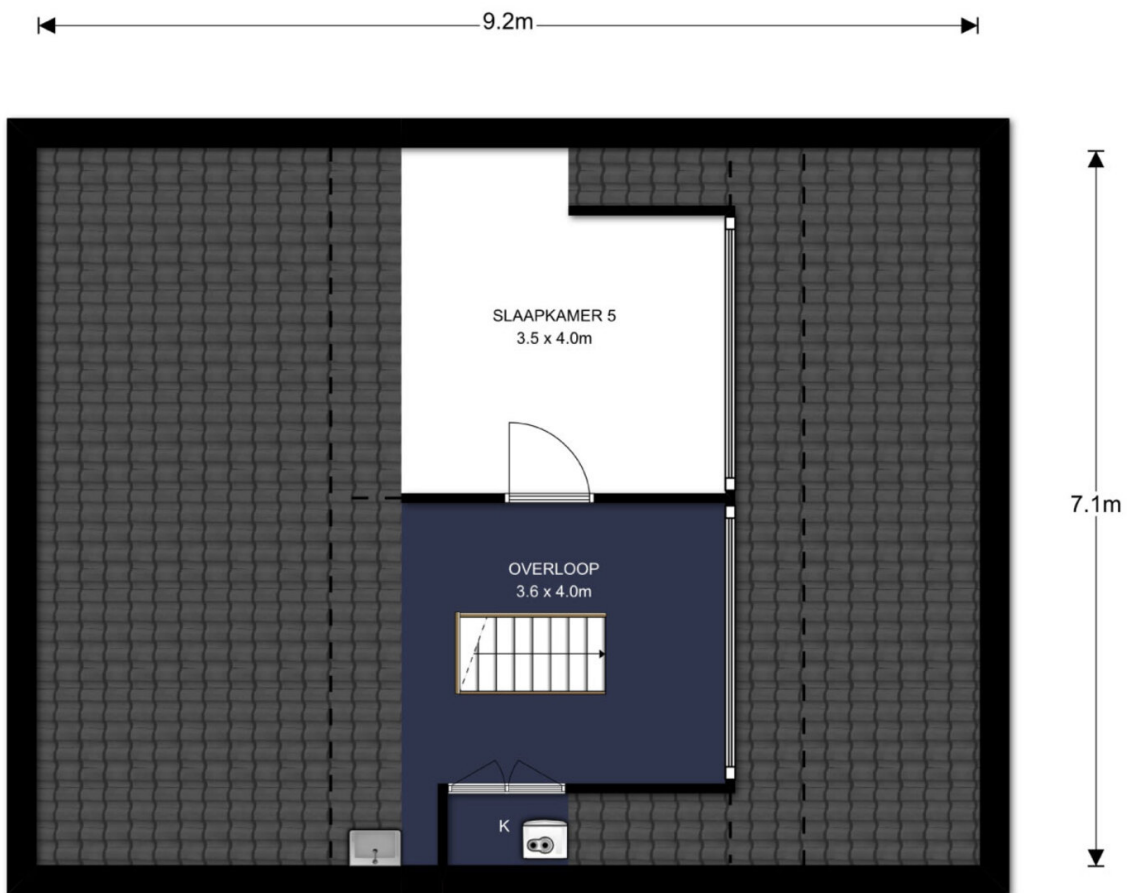 9.2m
SLAAPKAMER 5
3.5 x 4.0m
7.1m
OVERLOOP
3.6 x 4.0m
K